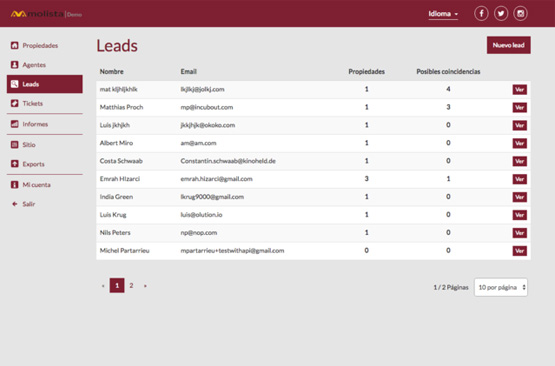 molista | Demo
Idioma
Propiedades
Agentes
Leads
Tickets
Informes
Sitio
Exports
Mi cuenta
Salir
Leads
Nuevo lead
Nombre Email Propiedades Posibles coincidencias
mat kljhljkhlk lkjlkj@jolkj.com 1 4 Ver
Matthias Proch mp@incubout.com 1 3 Ver
Luis jkhjkh jkkjhjk@okoko.com 1 0 Ver
Albert Miro am@am.com 1 0 Ver
Costa Schwaab Constantin.schwaab@kinoheld.de 1 0 Ver
Emrah Hizarci emrah.hizarci@gmail.com 3 1 Ver
India Green lkrug9000@gmail.com 1 0 Ver
Luis Krug luis@olution.io 1 0 Ver
Nils Peters np@nop.com 1 0 Ver
Michel Partarrieu mpartarrieu+testwithapi@gmail.com 0 0 Ver
« 1 2 »
1 / 2 Páginas 10 por página